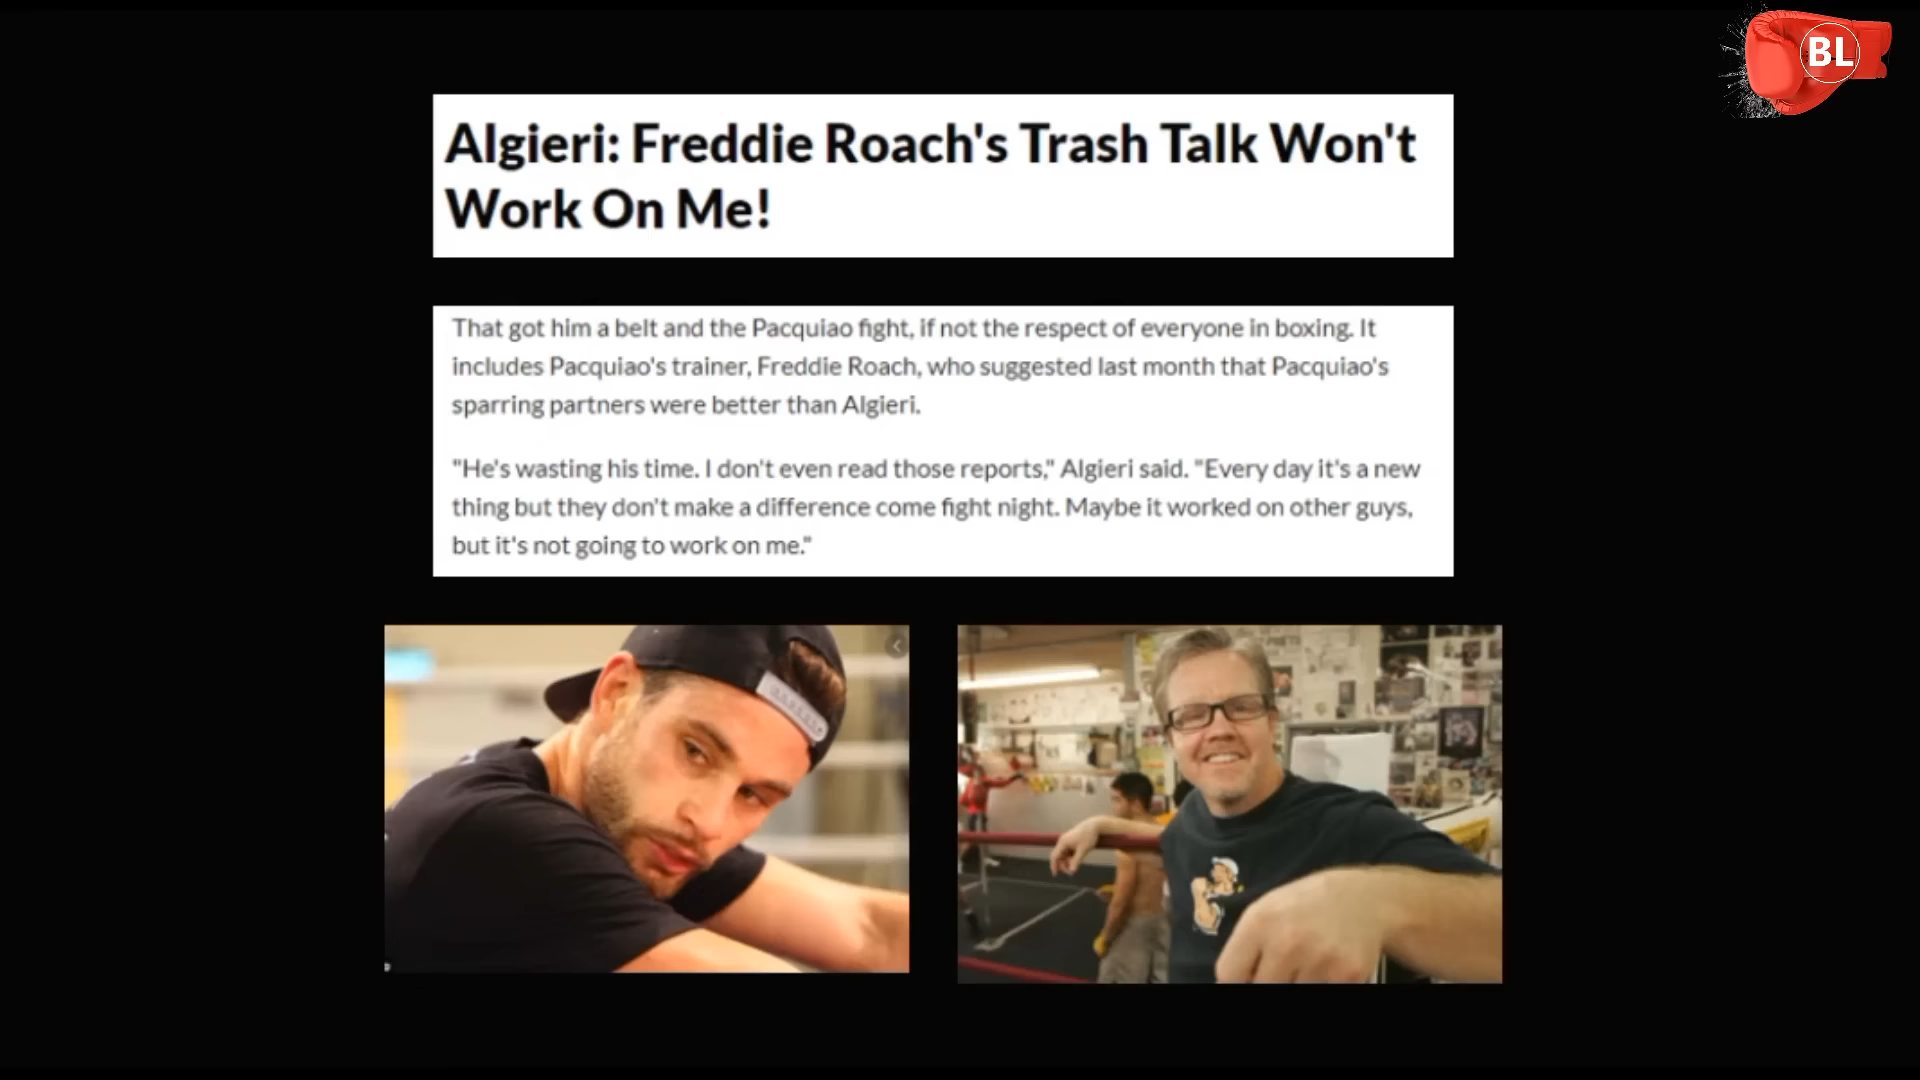 BL
Algieri: Freddie Roach's Trash Talk Won't
Work On Me!
That got him a belt and the Pacquiao fight, if not the respect of everyone in boxing. It
includes Pacquiao's trainer, Freddie Roach, who suggested last month that Pacquiao's
sparring partners were better than Algieri.
"He's wasting his time. I don't even read those reports," Algieri said. "Every day it's a new
thing but they don't make a difference come fight night. Maybe it worked on other guys,
but it's not going to work on me."